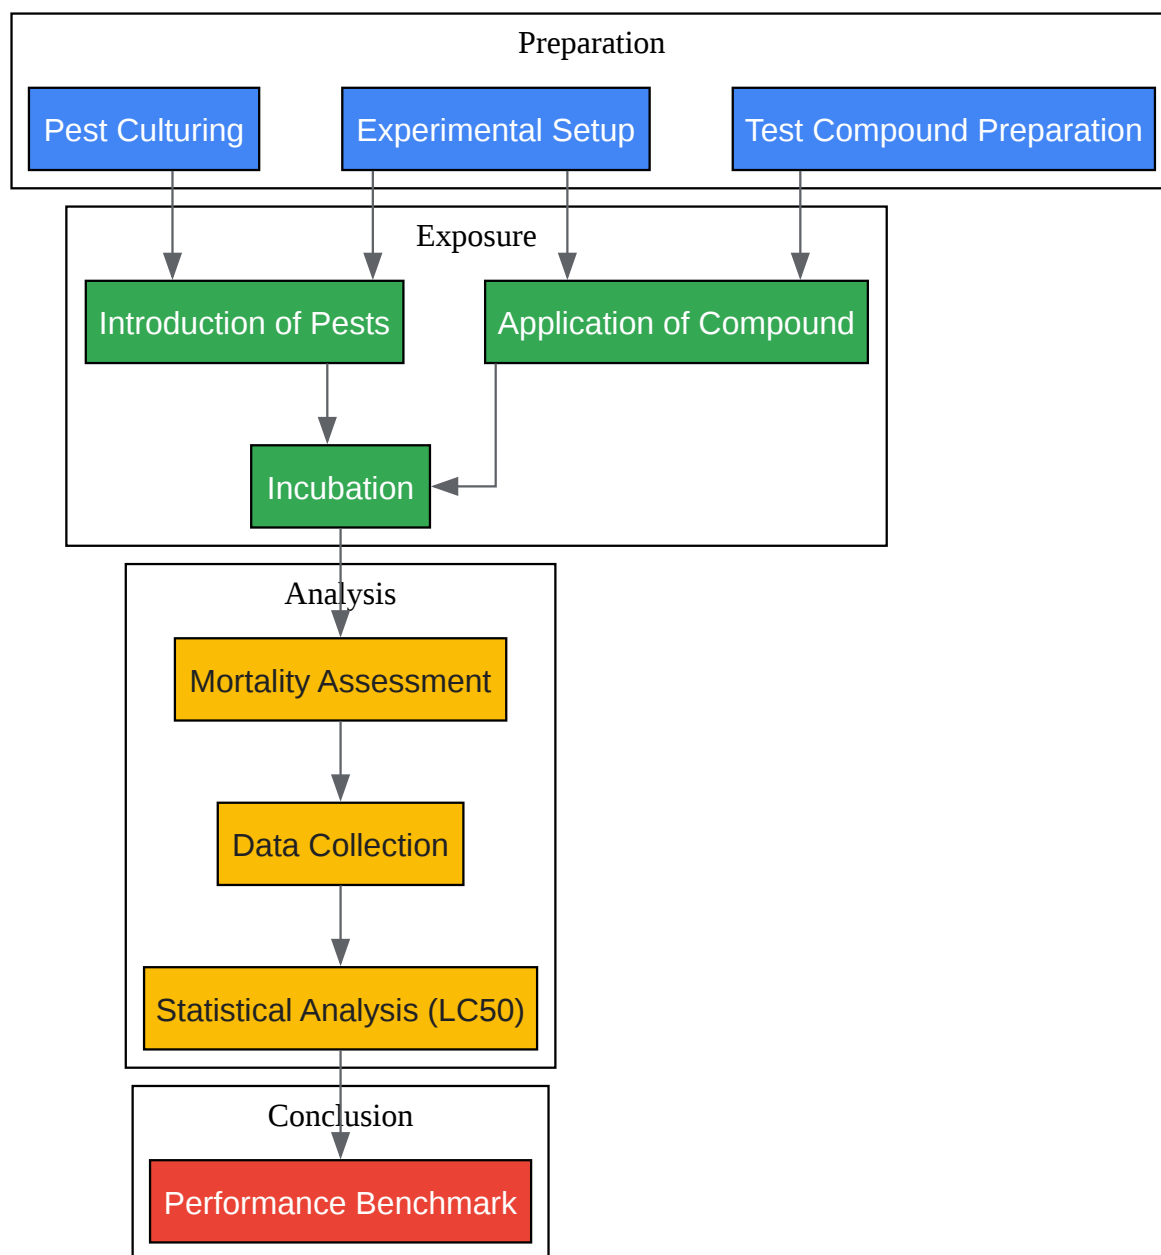 Preparation
Pest Culturing
Experimental Setup
Test Compound Preparation
Exposure
Introduction of Pests
Application of Compound
Incubation
Analysis
Mortality Assessment
Data Collection
Statistical Analysis (LC50)
Conclusion
Performance Benchmark